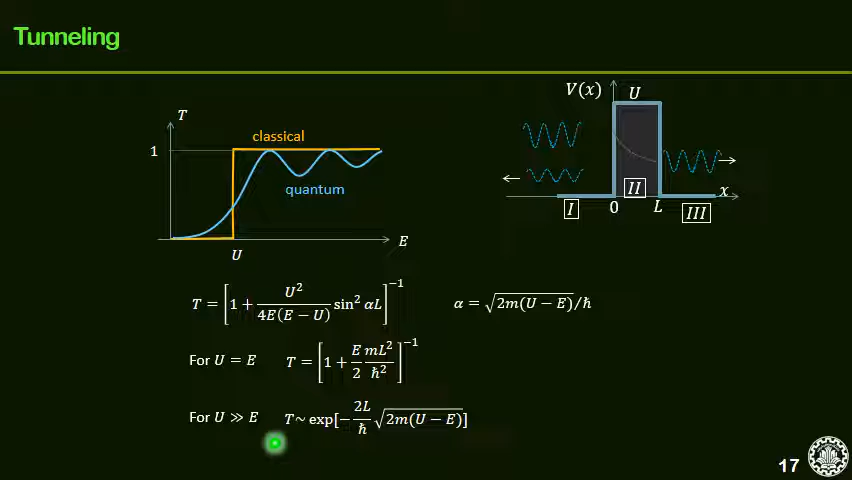 Tunneling
T
1
classical
quantum
U
E
V(x)
U
II
I
0
L
III
x
T = [1 + U²/4E(E − U) sin² αL]⁻¹
α = √2m(U − E)/ℏ
For U = E T = [1 + E/2 mL²/ℏ²]⁻¹
For U ≫ E T~ exp[− 2L/ℏ √2m(U − E)]
17